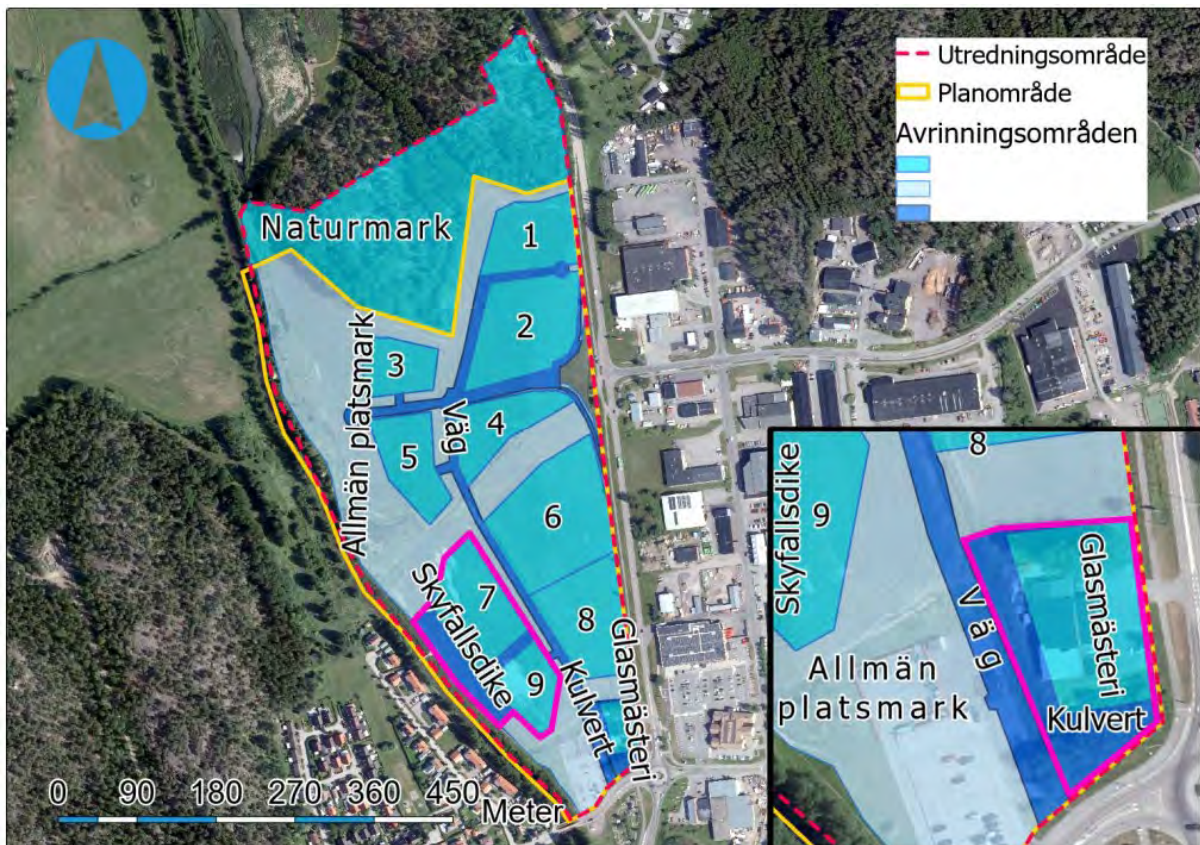 Utredningsområde
Planområde
Avrinningsområden
Naturmark
1
2
3
Allmän platsmark
Väg
4
5
6
7
Skyfallsdike
8
9
Kulvert
Glasmästeri
0 90 180 270 360 450
Meter
8
9
Skyfallsdike
Väg
Glasmästeri
Allmän
platsmark
Kulvert